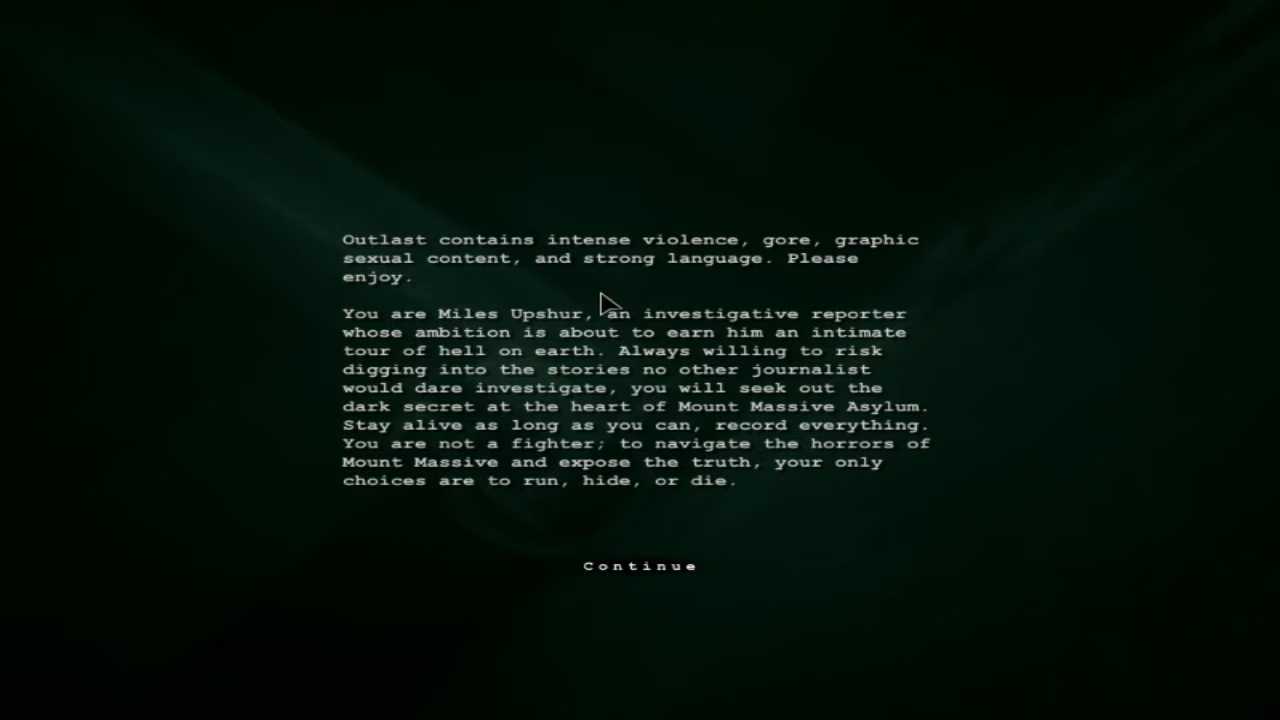 Outlast contains intense violence, gore, graphic
sexual content, and strong language. Please
enjoy.
You are Miles Upshur, an investigative reporter
whose ambition is about to earn him an intimate
tour of hell on earth. Always willing to risk
digging into the stories no other journalist
would dare investigate, you will seek out the
dark secret at the heart of Mount Massive Asylum.
Stay alive as long as you can, record everything.
You are not a fighter; to navigate the horrors of
Mount Massive and expose the truth, your only
choices are to run, hide, or die.
Continue